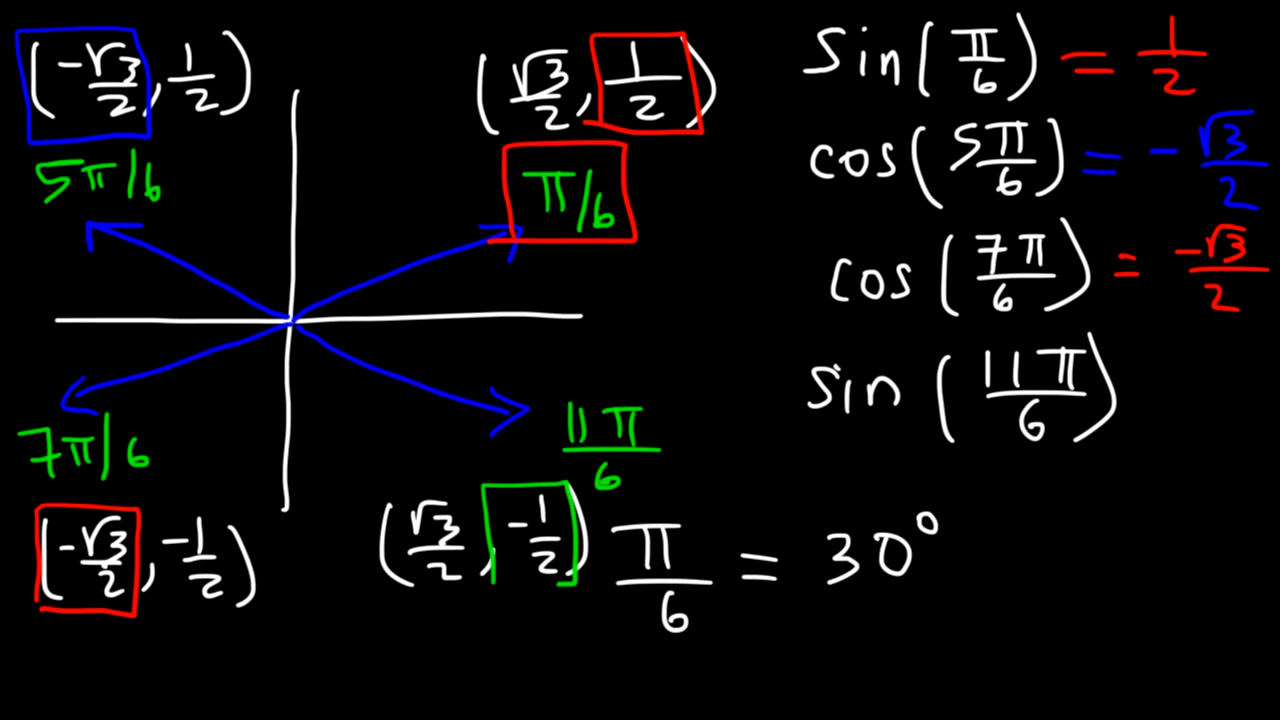 (-√3/2, 1/2)
5π/6
(√3/2, 1/2)
π/6
7π/6
(-√3/2, -1/2)
11π/6
(√3/2, -1/2)
π/6 = 30°
sin(π/6) = 1/2
cos(5π/6) = -√3/2
cos(7π/6) = -√3/2
sin(11π/6)